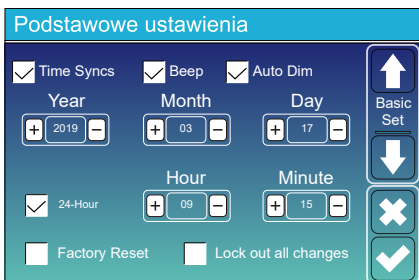 Podstawowe ustawienia
Time Syncs Beep Auto Dim
Year Month Day
+ 2019 − + 03 − + 17 −
Basic
Set
Hour Minute
24-Hour + 09 − + 15 −
Factory Reset Lock out all changes